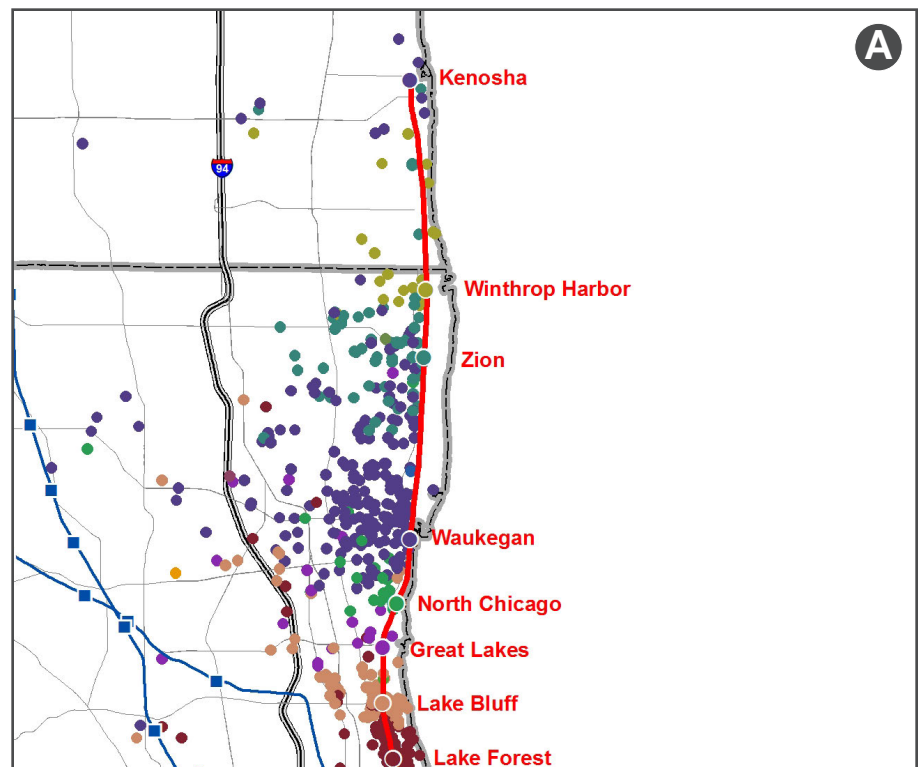 A
Kenosha
94
Winthrop Harbor
Zion
Waukegan
North Chicago
Great Lakes
Lake Bluff
Lake Forest